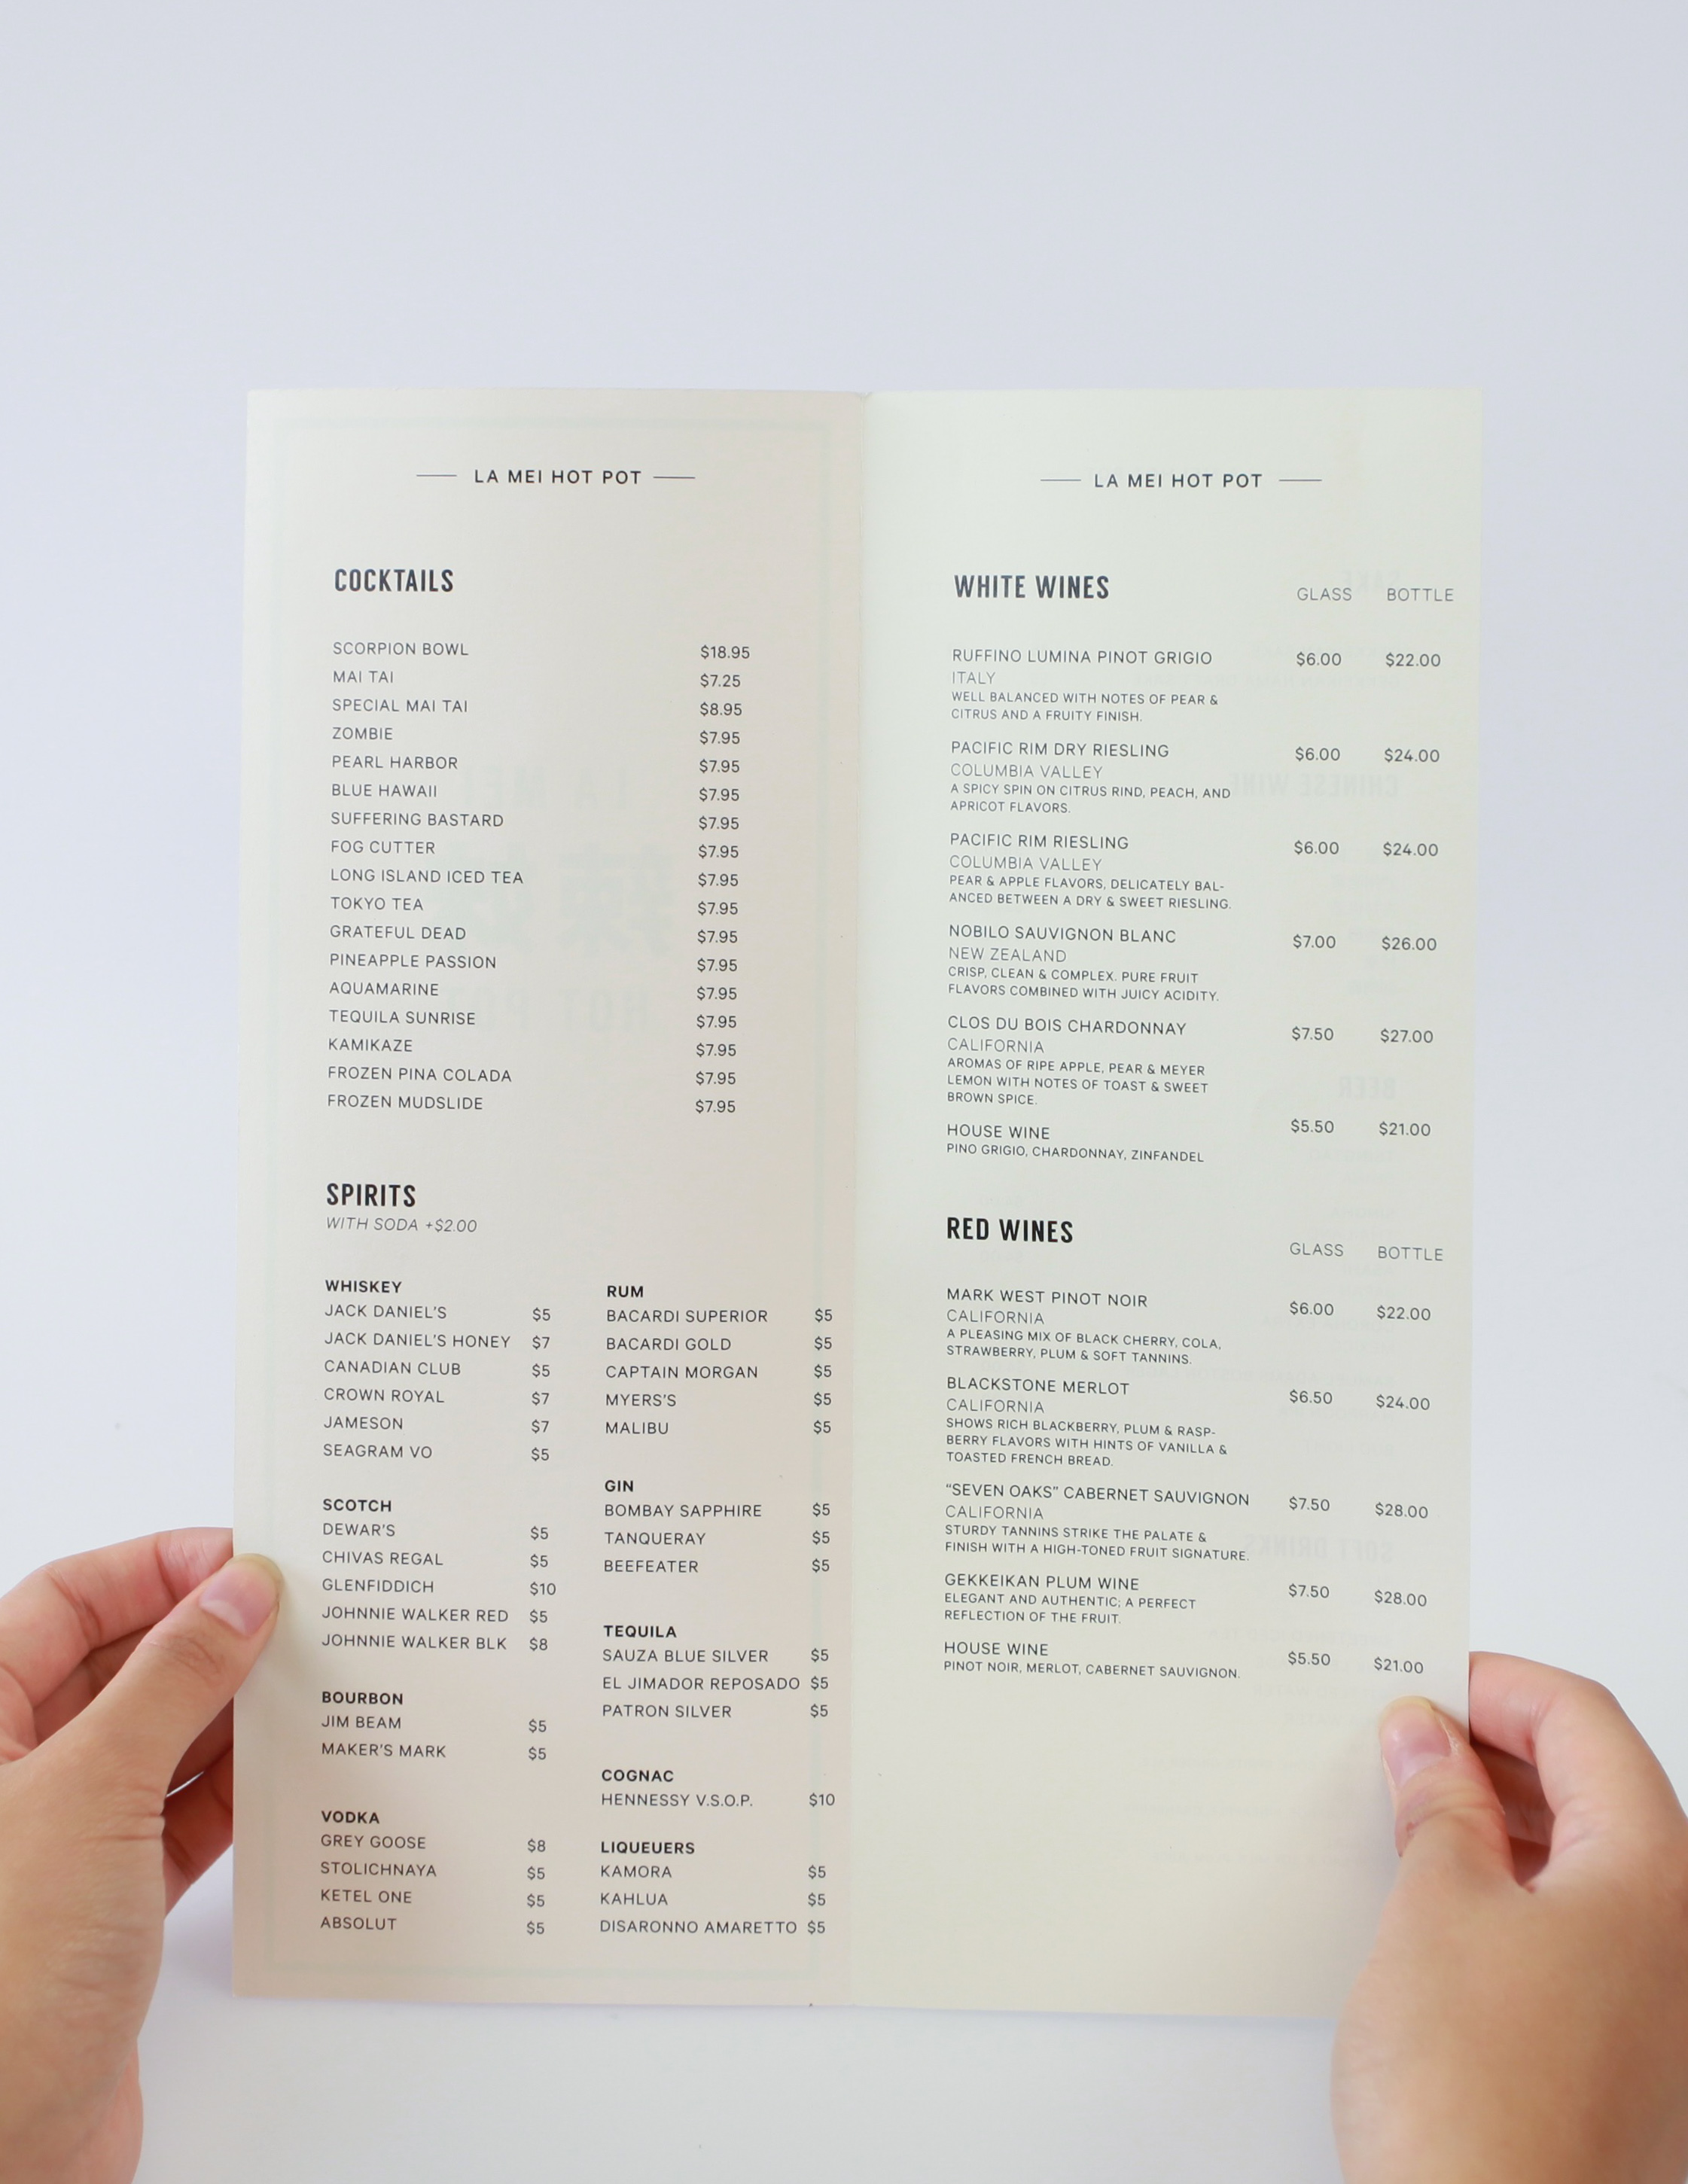 LA MEI HOT POT
COCKTAILS
SCORPION BOWL $18.95
MAI TAI $7.25
SPECIAL MAI TAI $8.95
ZOMBIE $7.95
PEARL HARBOR $7.95
BLUE HAWAII $7.95
SUFFERING BASTARD $7.95
FOG CUTTER $7.95
LONG ISLAND ICED TEA $7.95
TOKYO TEA $7.95
GRATEFUL DEAD $7.95
PINEAPPLE PASSION $7.95
AQUAMARINE $7.95
TEQUILA SUNRISE $7.95
KAMIKAZE $7.95
FROZEN PINA COLADA $7.95
FROZEN MUDSLIDE $7.95
SPIRITS
WITH SODA +$2.00
WHISKEY
JACK DANIEL'S $5
JACK DANIEL'S HONEY $7
CANADIAN CLUB $5
CROWN ROYAL $7
JAMESON $7
SEAGRAM VO $5
SCOTCH
DEWAR'S $5
CHIVAS REGAL $5
GLENFIDDICH $10
JOHNNIE WALKER RED $5
JOHNNIE WALKER BLK $8
BOURBON
JIM BEAM $5
MAKER'S MARK $5
VODKA
GREY GOOSE $8
STOLICHNAYA $5
KETEL ONE $5
ABSOLUT $5
RUM
BACARDI SUPERIOR $5
BACARDI GOLD $5
CAPTAIN MORGAN $5
MYERS'S $5
MALIBU $5
GIN
BOMBAY SAPPHIRE $5
TANQUERAY $5
BEEFEATER $5
TEQUILA
SAUZA BLUE SILVER $5
EL JIMADOR REPOSADO $5
PATRON SILVER $5
COGNAC
HENNESSY V.S.O.P. $10
LIQUEUERS
KAMORA $5
KAHLUA $5
DISARONNO AMARETTO $5
LA MEI HOT POT
WHITE WINES GLASS BOTTLE
RUFFINO LUMINA PINOT GRIGIO $6.00 $22.00
ITALY
WELL BALANCED WITH NOTES OF PEAR &
CITRUS AND A FRUITY FINISH.
PACIFIC RIM DRY RIESLING $6.00 $24.00
COLUMBIA VALLEY
A SPICY SPIN ON CITRUS RIND, PEACH, AND
APRICOT FLAVORS.
PACIFIC RIM RIESLING $6.00 $24.00
COLUMBIA VALLEY
PEAR & APPLE FLAVORS, DELICATELY BAL-
ANCED BETWEEN A DRY & SWEET RIESLING.
NOBILO SAUVIGNON BLANC $7.00 $26.00
NEW ZEALAND
CRISP, CLEAN & COMPLEX. PURE FRUIT
FLAVORS COMBINED WITH JUICY ACIDITY.
CLOS DU BOIS CHARDONNAY $7.50 $27.00
CALIFORNIA
AROMAS OF RIPE APPLE, PEAR & MEYER
LEMON WITH NOTES OF TOAST & SWEET
BROWN SPICE.
HOUSE WINE $5.50 $21.00
PINO GRIGIO, CHARDONNAY, ZINFANDEL
RED WINES GLASS BOTTLE
MARK WEST PINOT NOIR $6.00 $22.00
CALIFORNIA
A PLEASING MIX OF BLACK CHERRY, COLA,
STRAWBERRY, PLUM & SOFT TANNINS.
BLACKSTONE MERLOT $6.50 $24.00
CALIFORNIA
SHOWS RICH BLACKBERRY, PLUM & RASP-
BERRY FLAVORS WITH HINTS OF VANILLA &
TOASTED FRENCH BREAD.
"SEVEN OAKS" CABERNET SAUVIGNON $7.50 $28.00
CALIFORNIA
STURDY TANNINS STRIKE THE PALATE &
FINISH WITH A HIGH-TONED FRUIT SIGNATURE.
GEKKEIKAN PLUM WINE $7.50 $28.00
ELEGANT AND AUTHENTIC; A PERFECT
REFLECTION OF THE FRUIT.
HOUSE WINE $5.50 $21.00
PINOT NOIR, MERLOT, CABERNET SAUVIGNON.